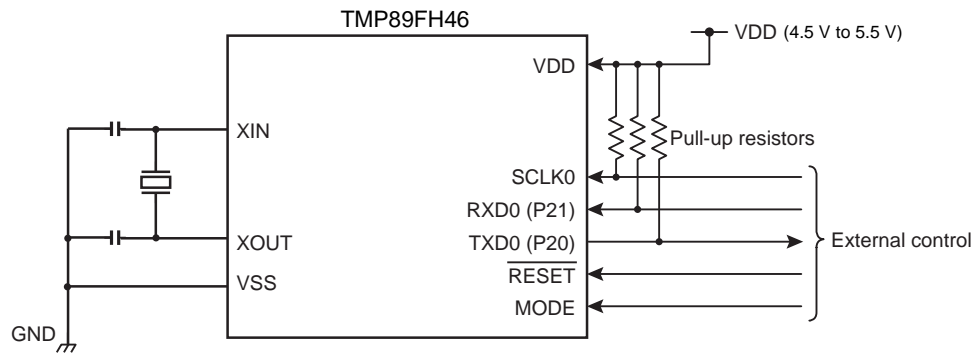 TMP89FH46
VDD (4.5 V to 5.5 V)
VDD
XIN
Pull-up resistors
SCLK0
RXD0 (P21)
TXD0 (P20)
External control
XOUT
RESET
VSS
MODE
GND